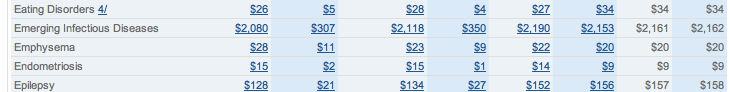 Eating Disorders 4/ $26 $5 $28 $4 $27 $34 $34 $34
Emerging Infectious Diseases $2,080 $307 $2,118 $350 $2,190 $2,153 $2,161 $2,162
Emphysema $28 $11 $23 $9 $22 $20 $20 $20
Endometriosis $15 $2 $15 $1 $14 $9 $9 $9
Epilepsy $128 $21 $134 $27 $152 $156 $157 $158